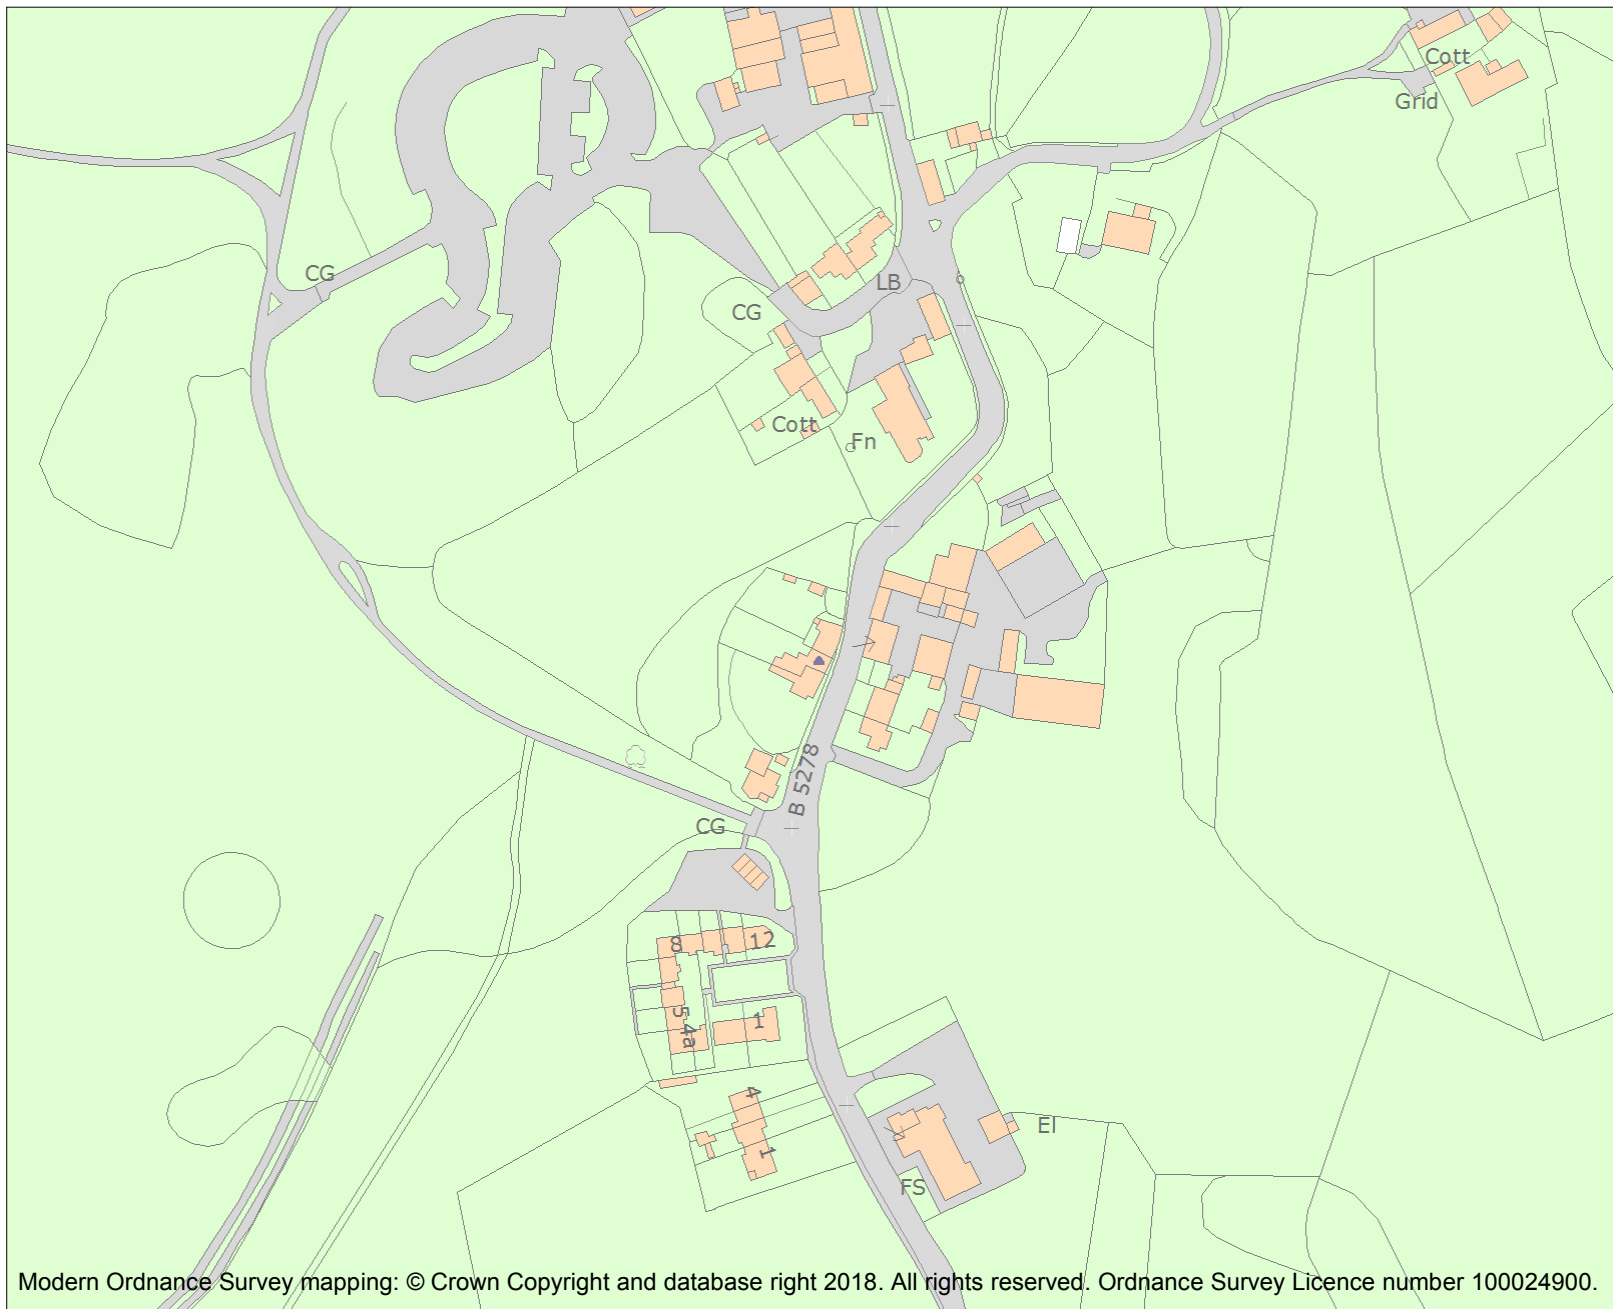 Cott
Grid
CG
LB
CG
Cott
Fn
B 5278
CG
8
12
5
4a
1
4
1
El
FS
Modern Ordnance Survey mapping: © Crown Copyright and database right 2018. All rights reserved. Ordnance Survey Licence number 100024900.